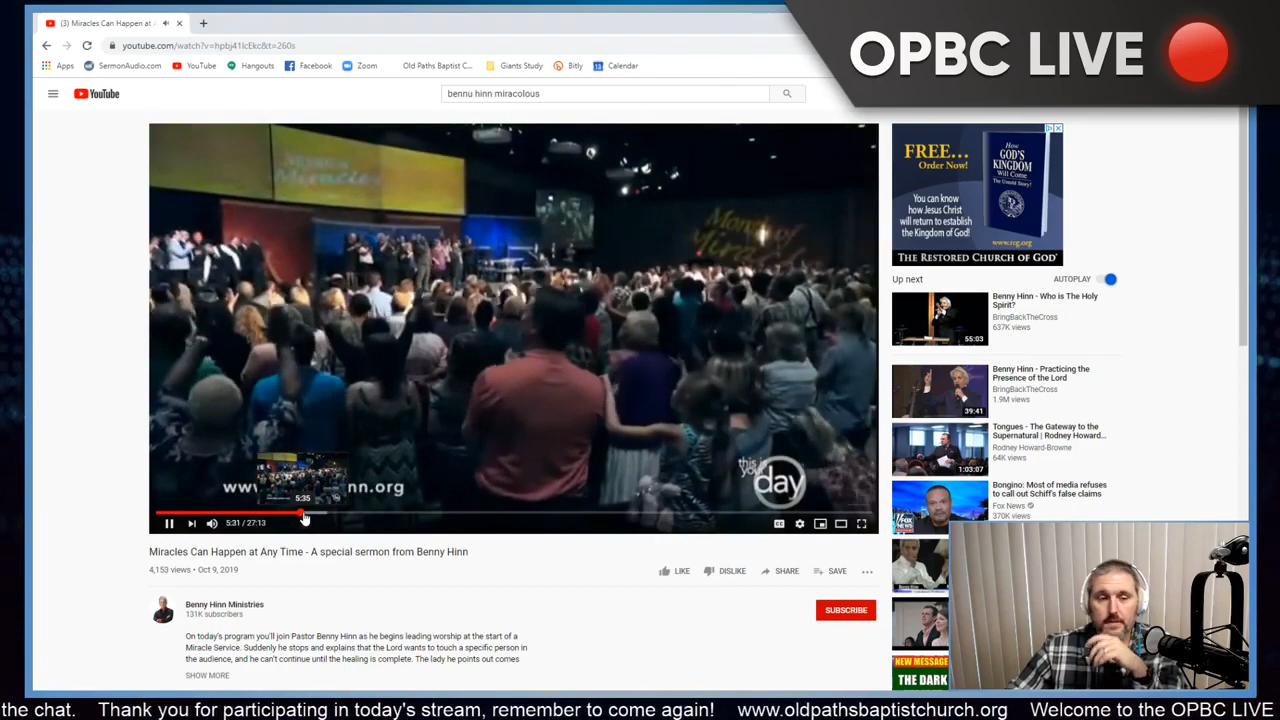 (3) Miracles Can Happen at
OPBC LIVE
youtube.com/watch?v=hpbj41IcEkc&t=260s
Apps SermonAudio.com YouTube Hangouts Facebook Zoom Old Paths Baptist C... Giants Study Bitly Calendar
YouTube
bennu hinn miracolous
FREE...
Order Now!
How
GOD'S
KINGDOM
Will Come
The Untold Story!
You can know
how Jesus Christ
will return to establish
the Kingdom of God!
www.rcg.org
THE RESTORED CHURCH OF GOD
Up next
AUTOPLAY
Benny Hinn - Who is The Holy
Spirit?
BringBackTheCross
637K views
55:03
Benny Hinn - Practicing the
Presence of the Lord
BringBackTheCross
1.9M views
39:41
Tongues - The Gateway to the
Supernatural | Rodney Howard...
Rodney Howard-Browne
64K views
1:03:07
Bongino: Most of media refuses
to call out Schiff's false claims
Fox News
370K views
NEW MESSAGE
THE DARK
nn.org
day
5:35
5:31 / 27:13
Miracles Can Happen at Any Time - A special sermon from Benny Hinn
4,153 views • Oct 9, 2019
LIKE DISLIKE SHARE SAVE
Benny Hinn Ministries
131K subscribers
SUBSCRIBE
On today's program you'll join Pastor Benny Hinn as he begins leading worship at the start of a
Miracle Service. Suddenly he stops and explains that the Lord wants to touch a specific person in
the audience, and he can't continue until the healing is complete. The lady he points out comes
SHOW MORE
the chat. Thank you for participating in today's stream, remember to come again! www.oldpathsbaptistchurch.org Welcome to the OPBC LIVE